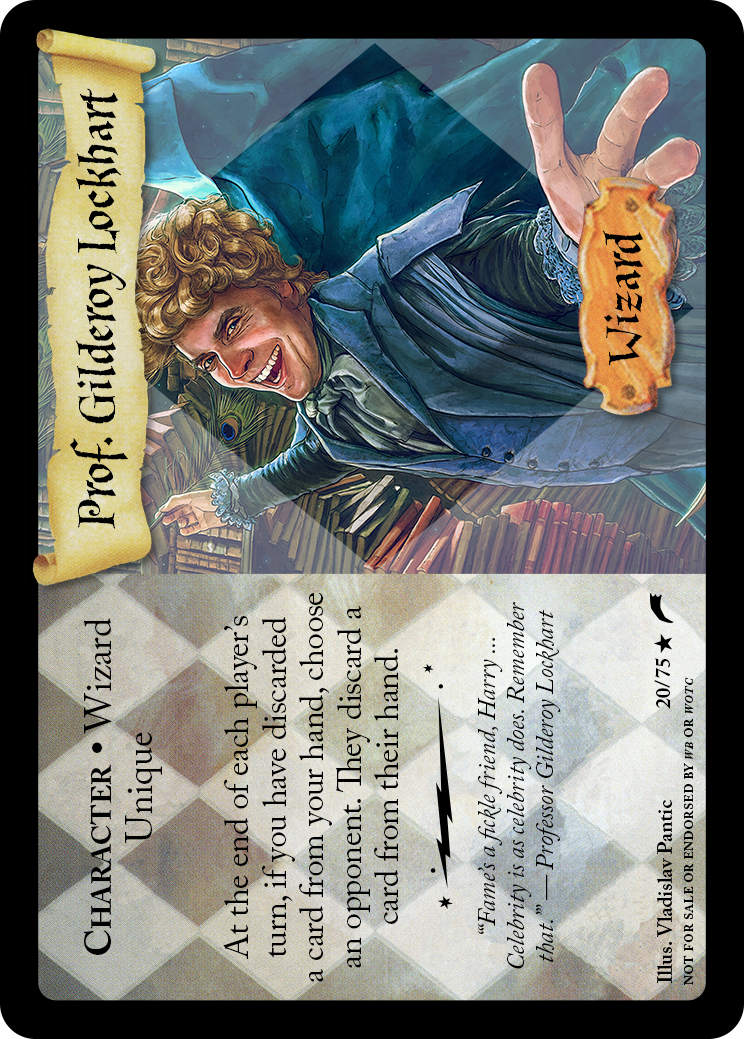 Prof. Gilderoy Lockhart
Wizard
CHARACTER • Wizard
Unique
At the end of each player's
turn, if you have discarded
a card from your hand, choose
an opponent. They discard a
card from their hand.
“‘Fame's a fickle friend, Harry ...
Celebrity is as celebrity does. Remember
that.’” — Professor Gilderoy Lockhart
Illus. Vladislav Pantic 20/75 ★
NOT FOR SALE OR ENDORSED BY WB OR WOTC